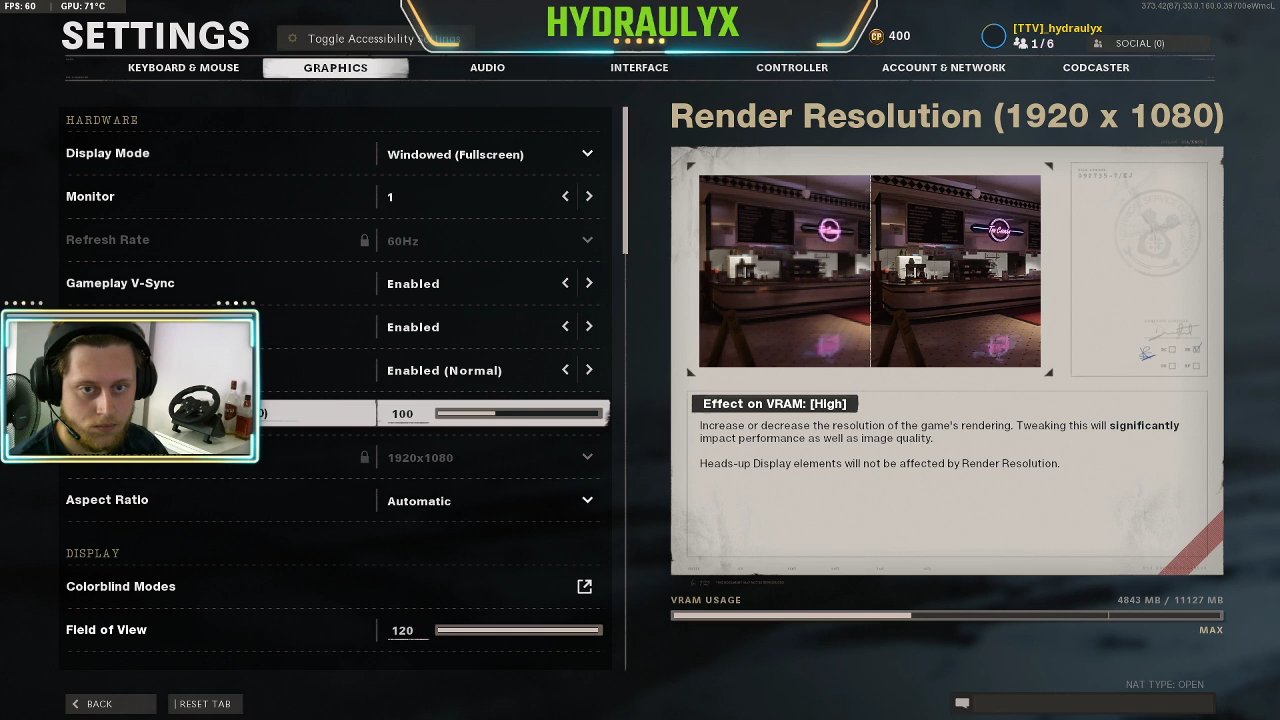 FPS: 60 | GPU: 71°C
HYDRAULYX
SETTINGS
Toggle Accessibility Settings
CP 400
[TTV]_hydraulyx
1/6
SOCIAL (0)
KEYBOARD & MOUSE
GRAPHICS
AUDIO
INTERFACE
CONTROLLER
ACCOUNT & NETWORK
CODCASTER
HARDWARE
Display Mode
Windowed (Fullscreen)
Monitor
1
Refresh Rate
60Hz
Gameplay V-Sync
Enabled
Enabled
Enabled (Normal)
100
1920x1080
Aspect Ratio
Automatic
DISPLAY
Colorblind Modes
Field of View
120
Render Resolution (1920 x 1080)
Effect on VRAM: [High]
Increase or decrease the resolution of the game's rendering. Tweaking this will significantly
impact performance as well as image quality.
Heads-up Display elements will not be affected by Render Resolution.
VRAM USAGE
4843 MB / 11127 MB
MAX
NAT TYPE: OPEN
BACK
RESET TAB